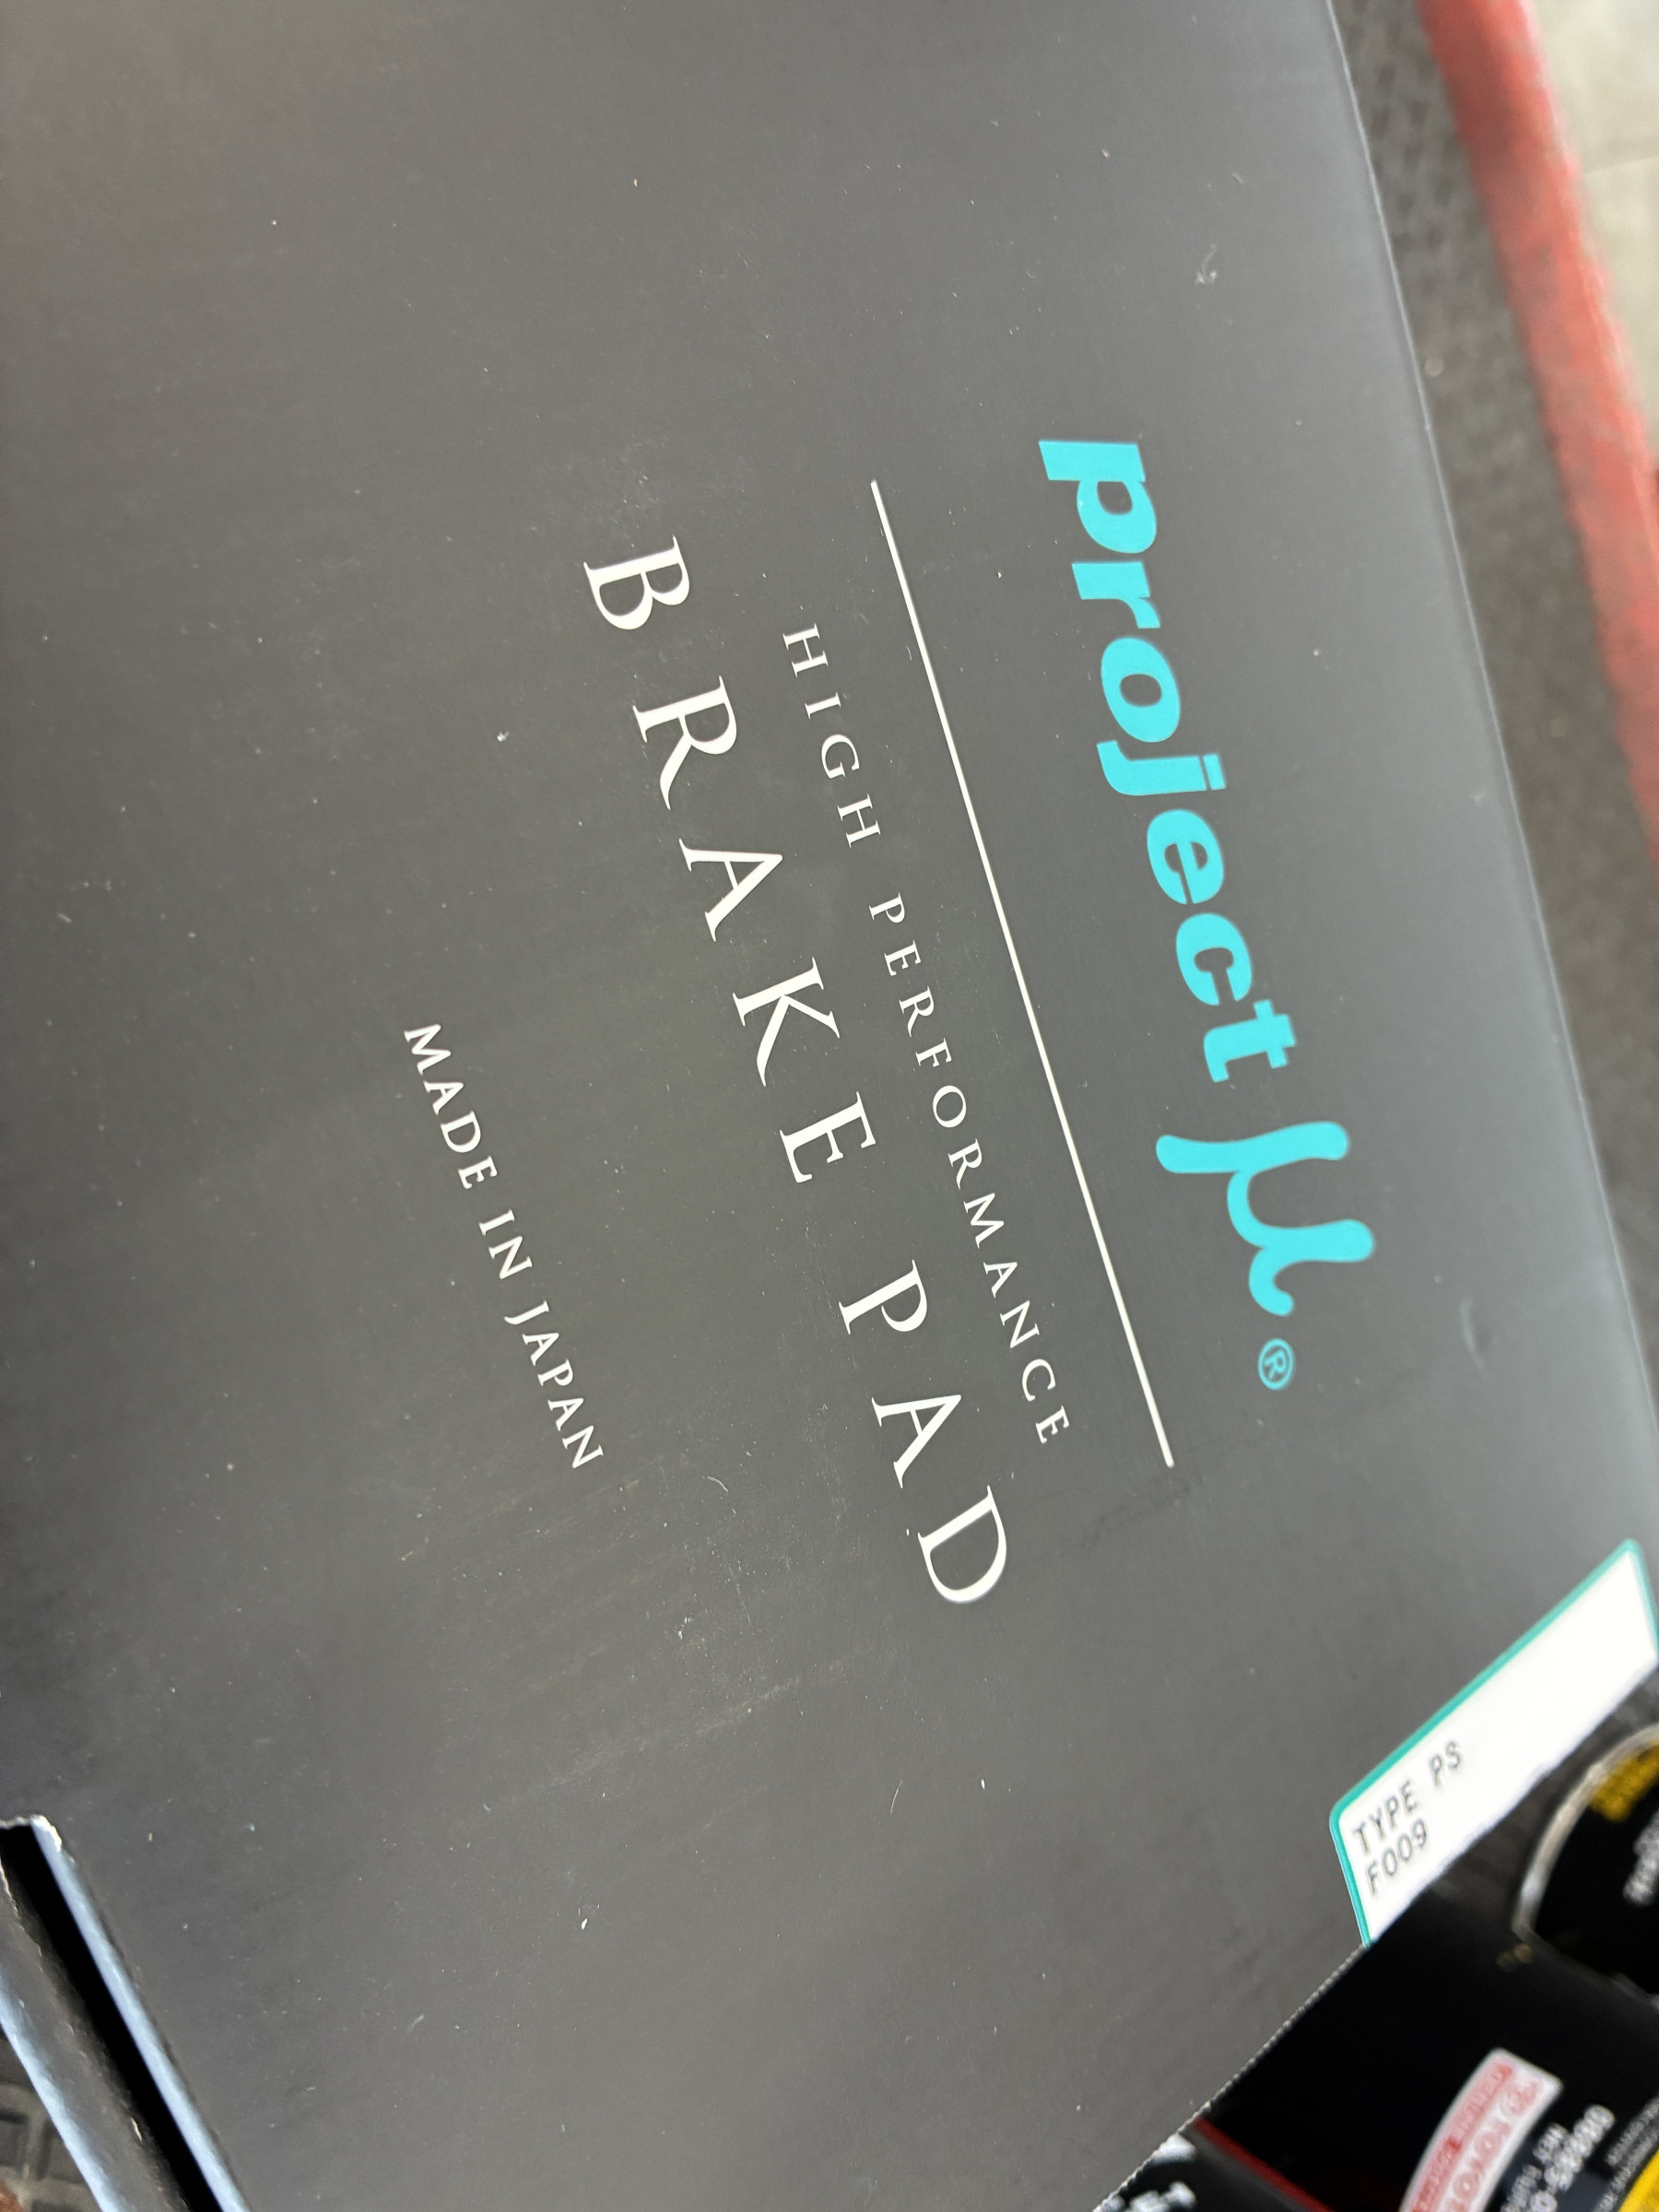 project μ®
HIGH PERFORMANCE
BRAKE PAD
MADE IN JAPAN
TYPE PS
F009